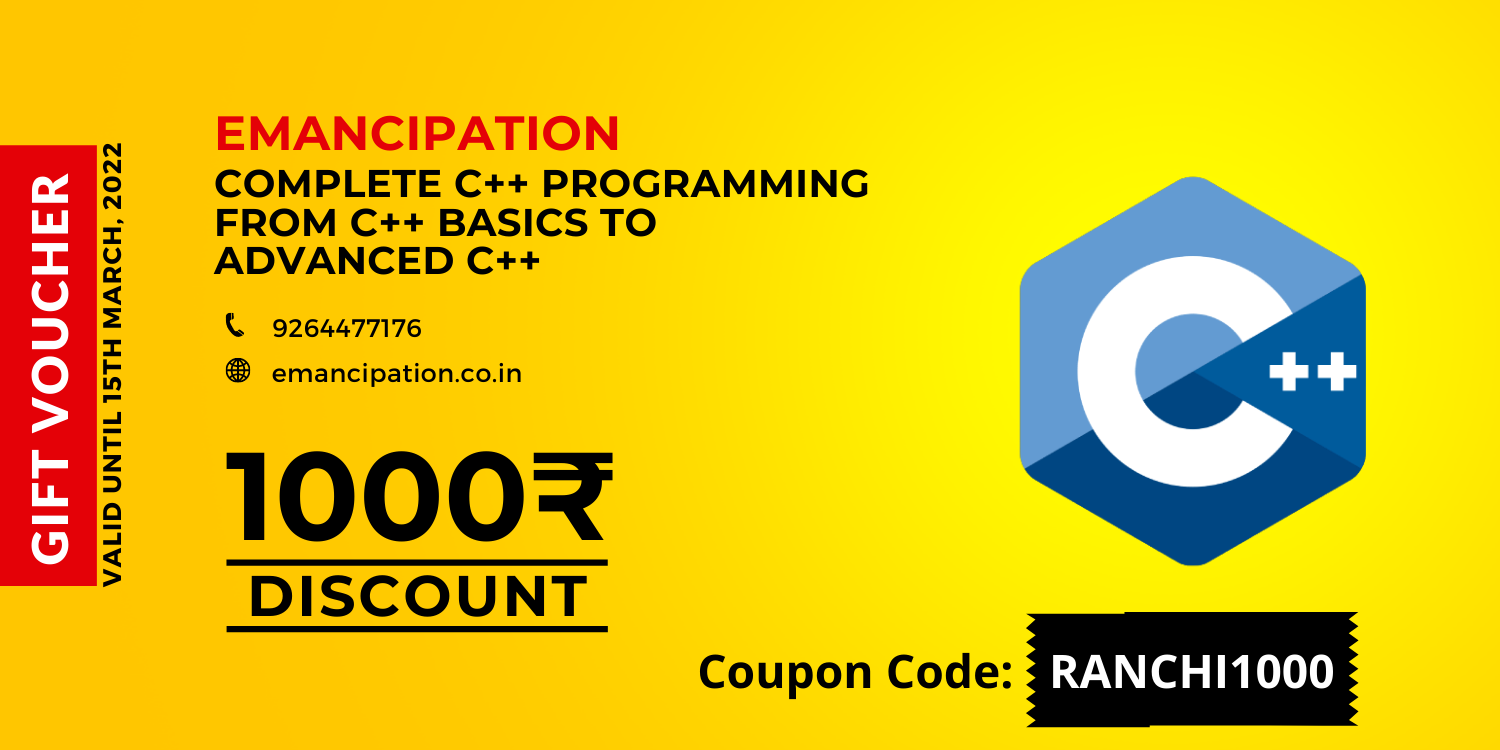 GIFT VOUCHER
VALID UNTIL 15TH MARCH, 2022
EMANCIPATION
COMPLETE C++ PROGRAMMING
FROM C++ BASICS TO
ADVANCED C++
9264477176
emancipation.co.in
1000₹
DISCOUNT
C++
Coupon Code: RANCHI1000